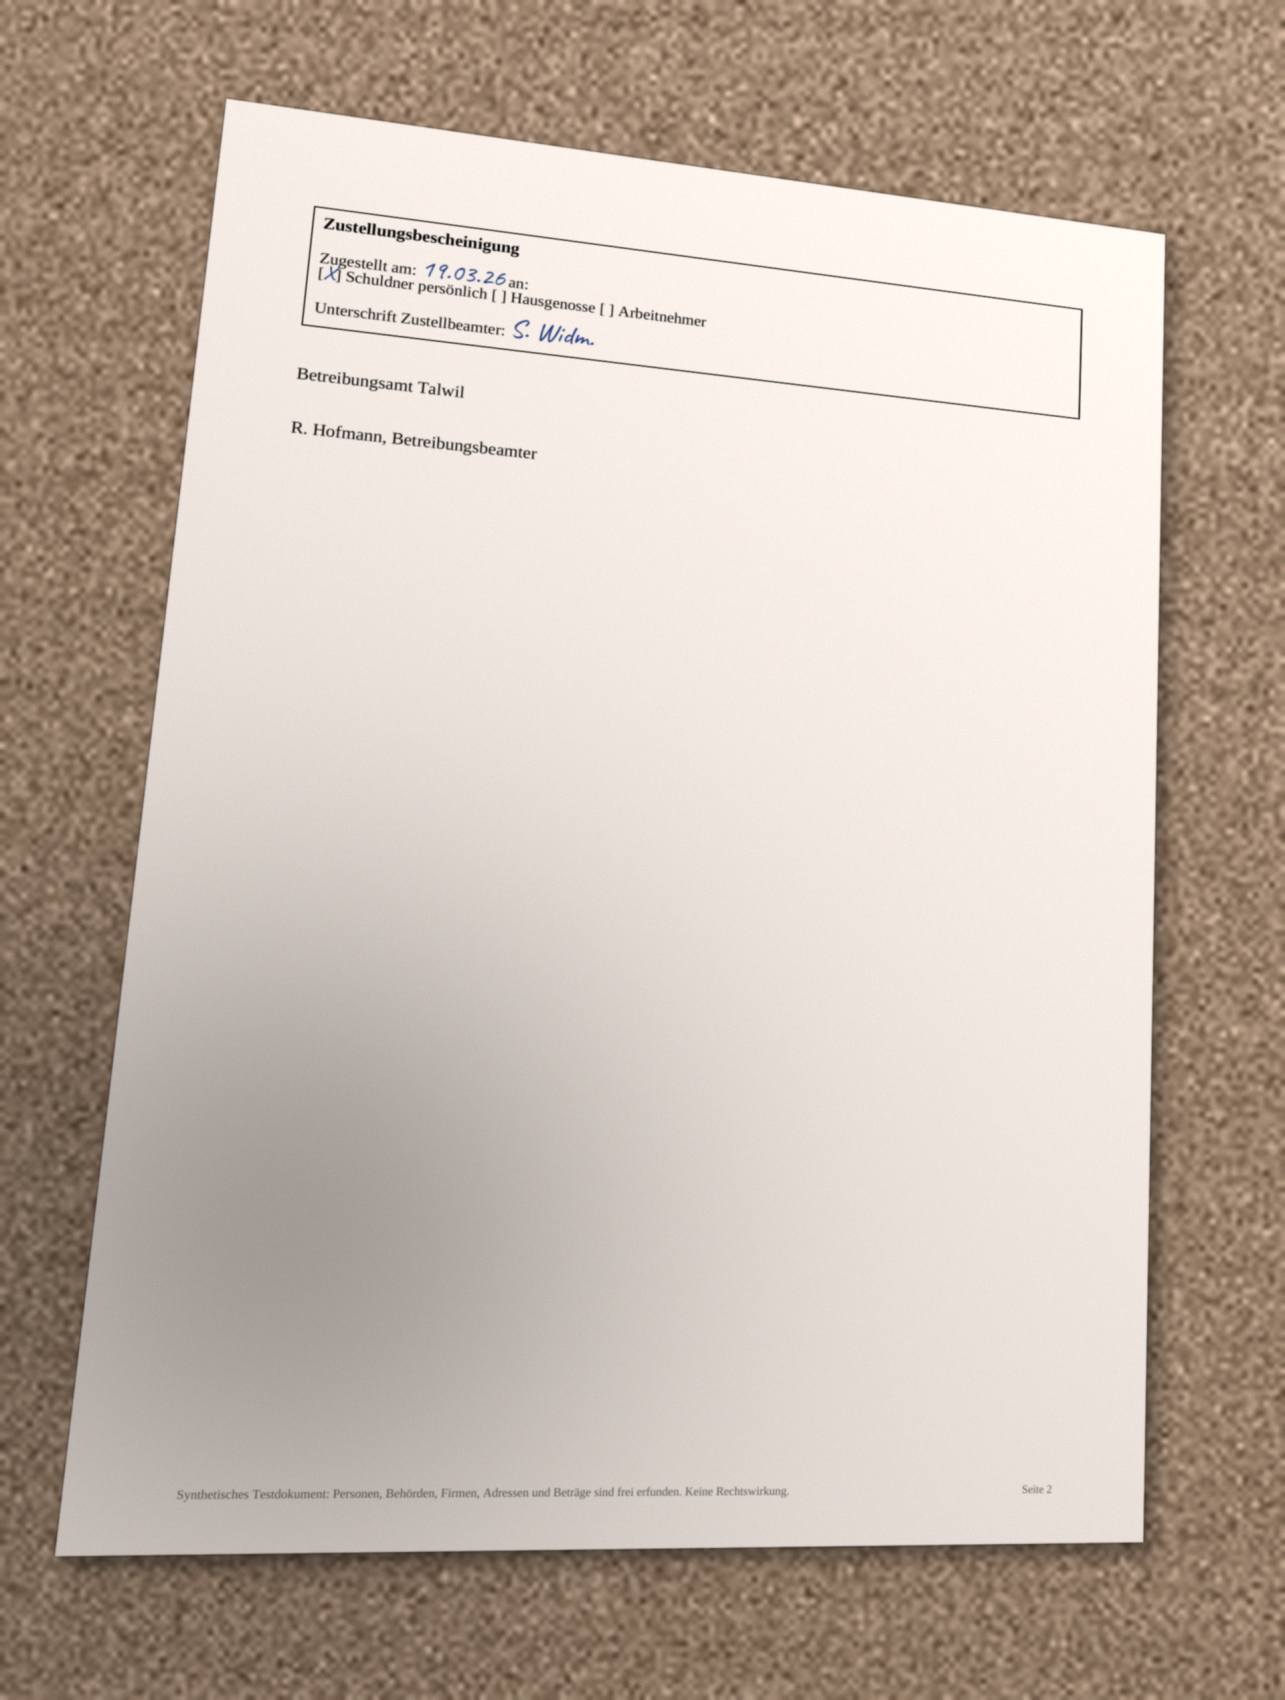 Zustellungsbescheinigung
Zugestellt am: 19.03.26 an:
[X] Schuldner persönlich [ ] Hausgenosse [ ] Arbeitnehmer
Unterschrift Zustellbeamter: S. Widm.
Betreibungsamt Talwil
R. Hofmann, Betreibungsbeamter
Synthetisches Testdokument: Personen, Behörden, Firmen, Adressen und Beträge sind frei erfunden. Keine Rechtswirkung.
Seite 2